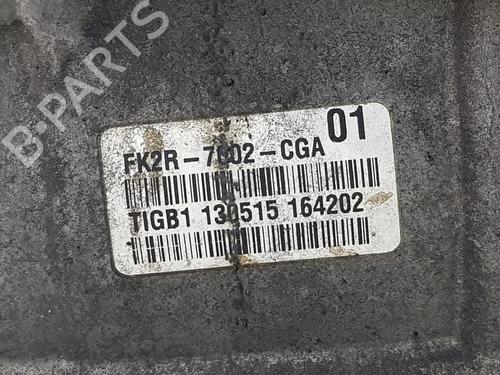 01
FK2R-7002-CGA
TIGB1 130515 164202
B-PARTS